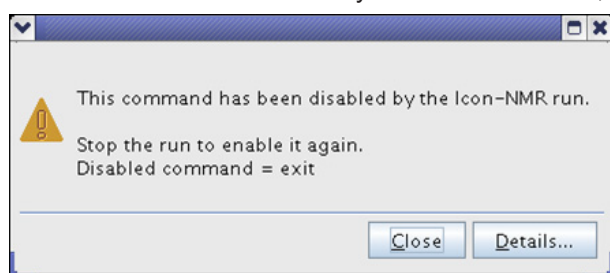 This command has been disabled by the Icon-NMR run.
Stop the run to enable it again.
Disabled command = exit
Close
Details...